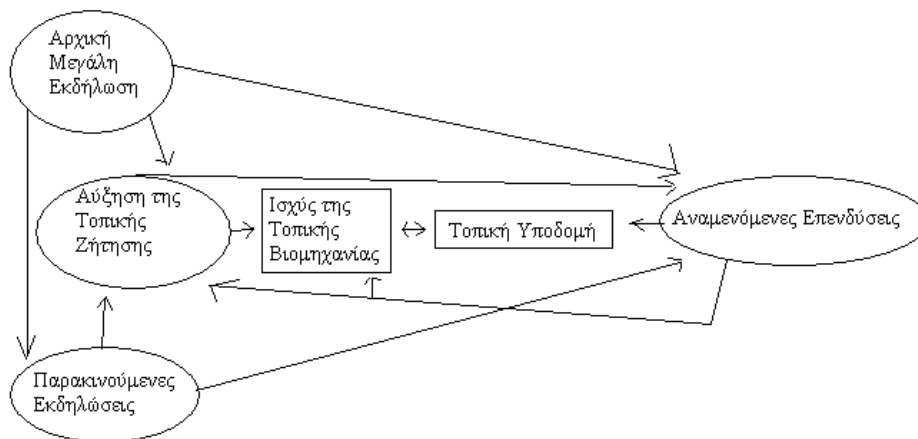 Αρχική
Μεγάλη
Εκδήλωση
Αύξηση της
Τοπικής
Ζήτησης
Ισχύς της
Τοπικής
Βιομηχανίας
Τοπική Υποδομή
Αναμενόμενες Επενδύσεις
Παρακινούμενες
Εκδηλώσεις